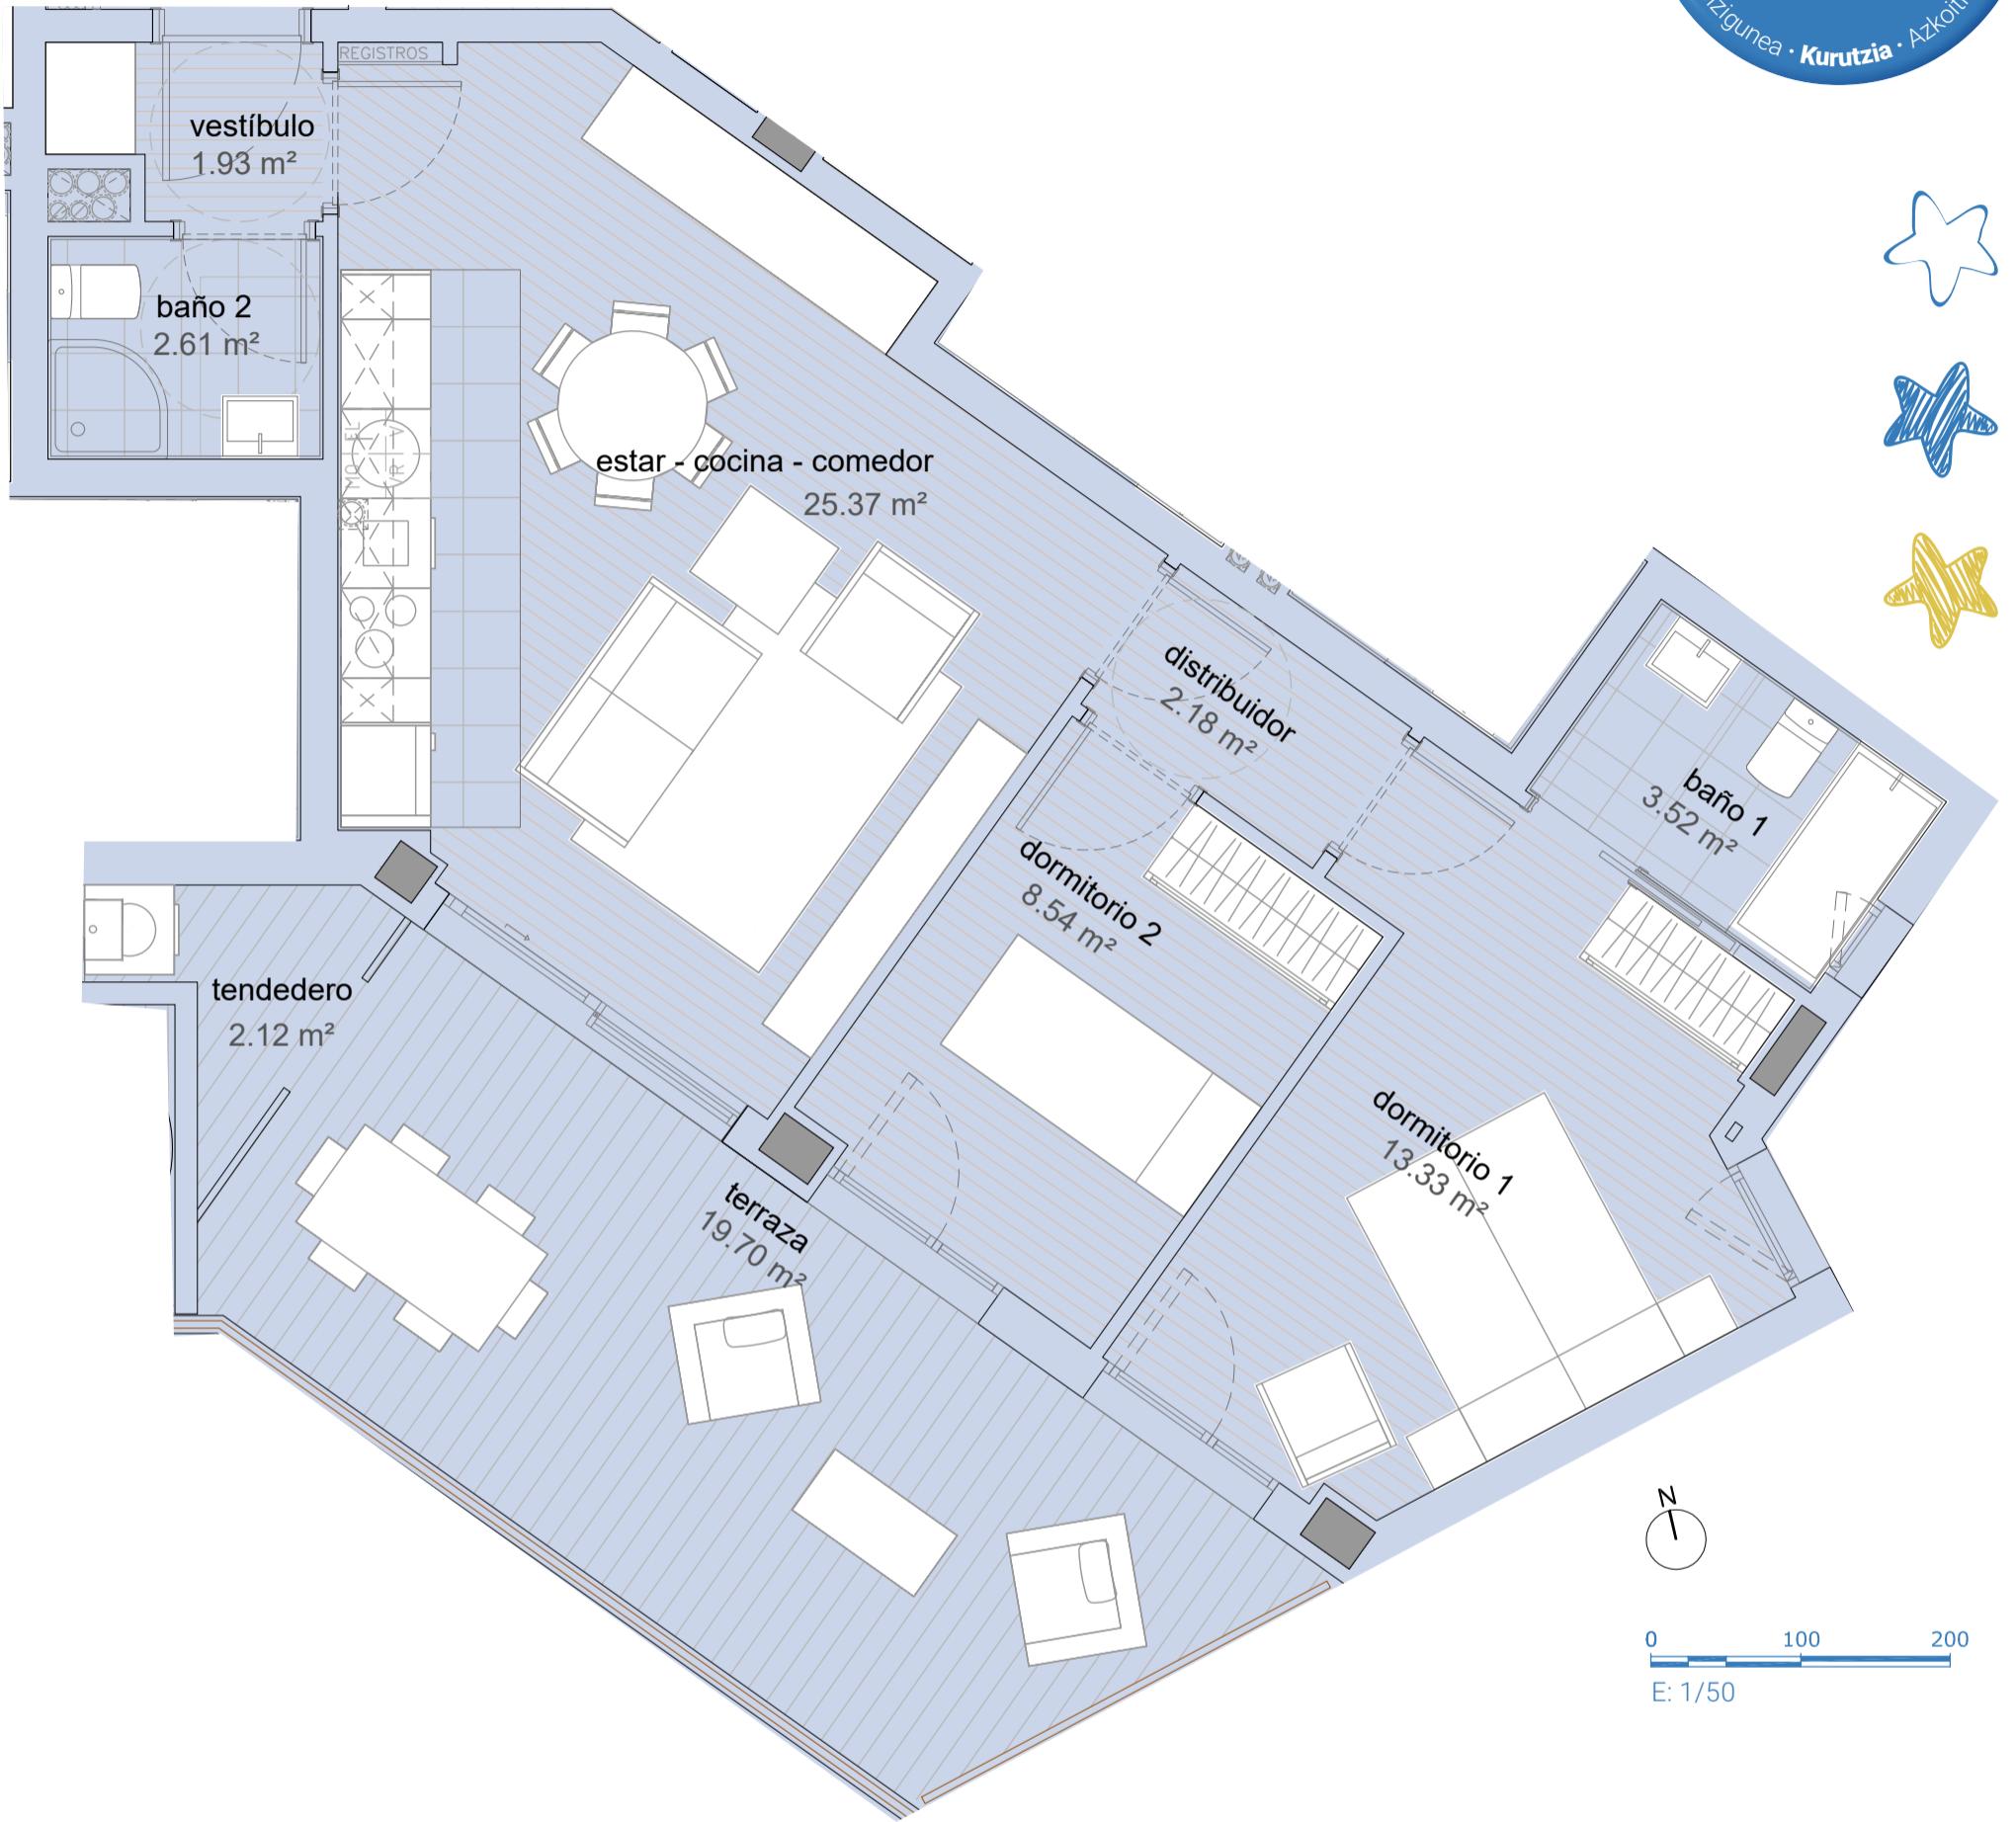 Kurutzia ·
REGISTROS
vestíbulo
1.93 m²
baño 2
2.61 m²
estar - cocina - comedor
25.37 m²
distribuidor
2.18 m²
baño 1
3.52 m²
dormitorio 2
8.54 m²
tendedero
2.12 m²
dormitorio 1
13.33 m²
terraza
19.70 m²
N
0 100 200
E: 1/50